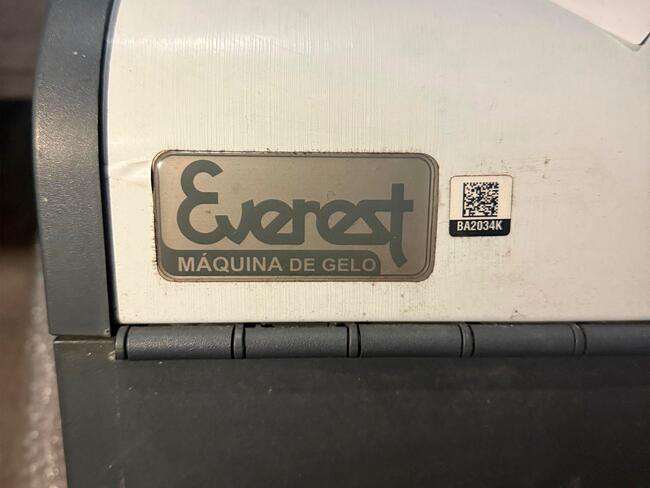 Everest
MÁQUINA DE GELO
BA2034K